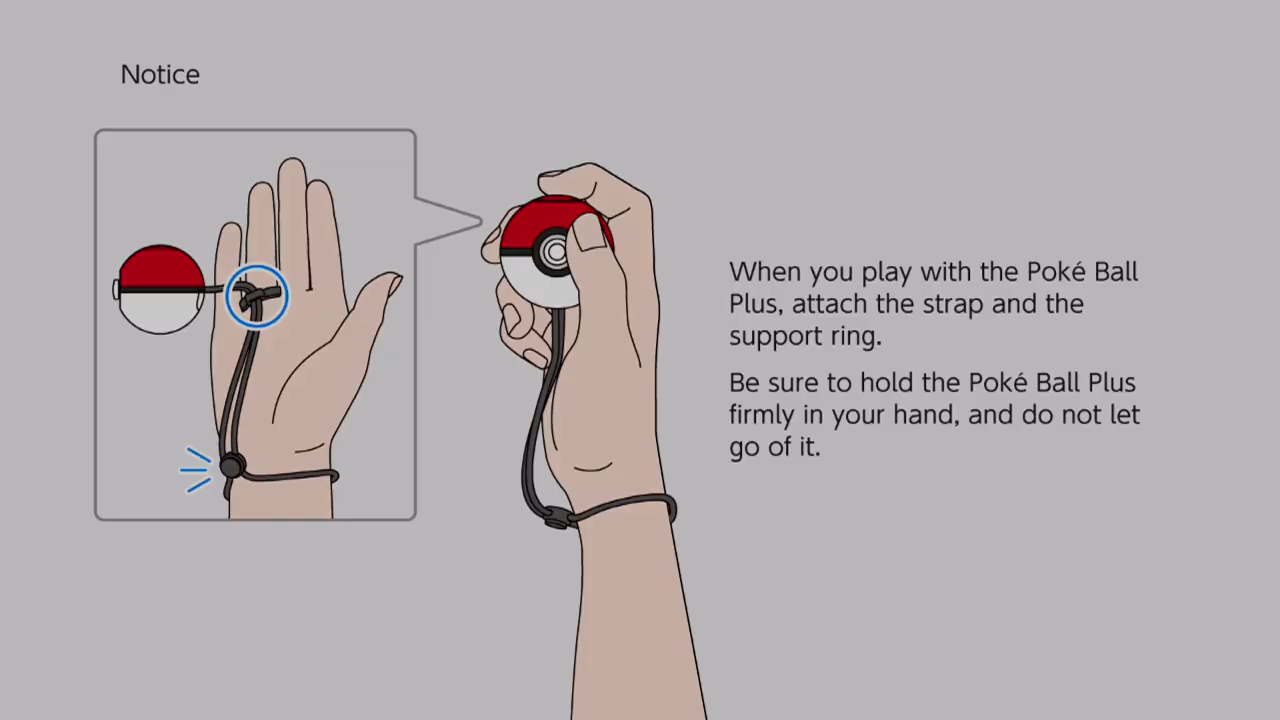 Notice
When you play with the Poké Ball
Plus, attach the strap and the
support ring.
Be sure to hold the Poké Ball Plus
firmly in your hand, and do not let
go of it.